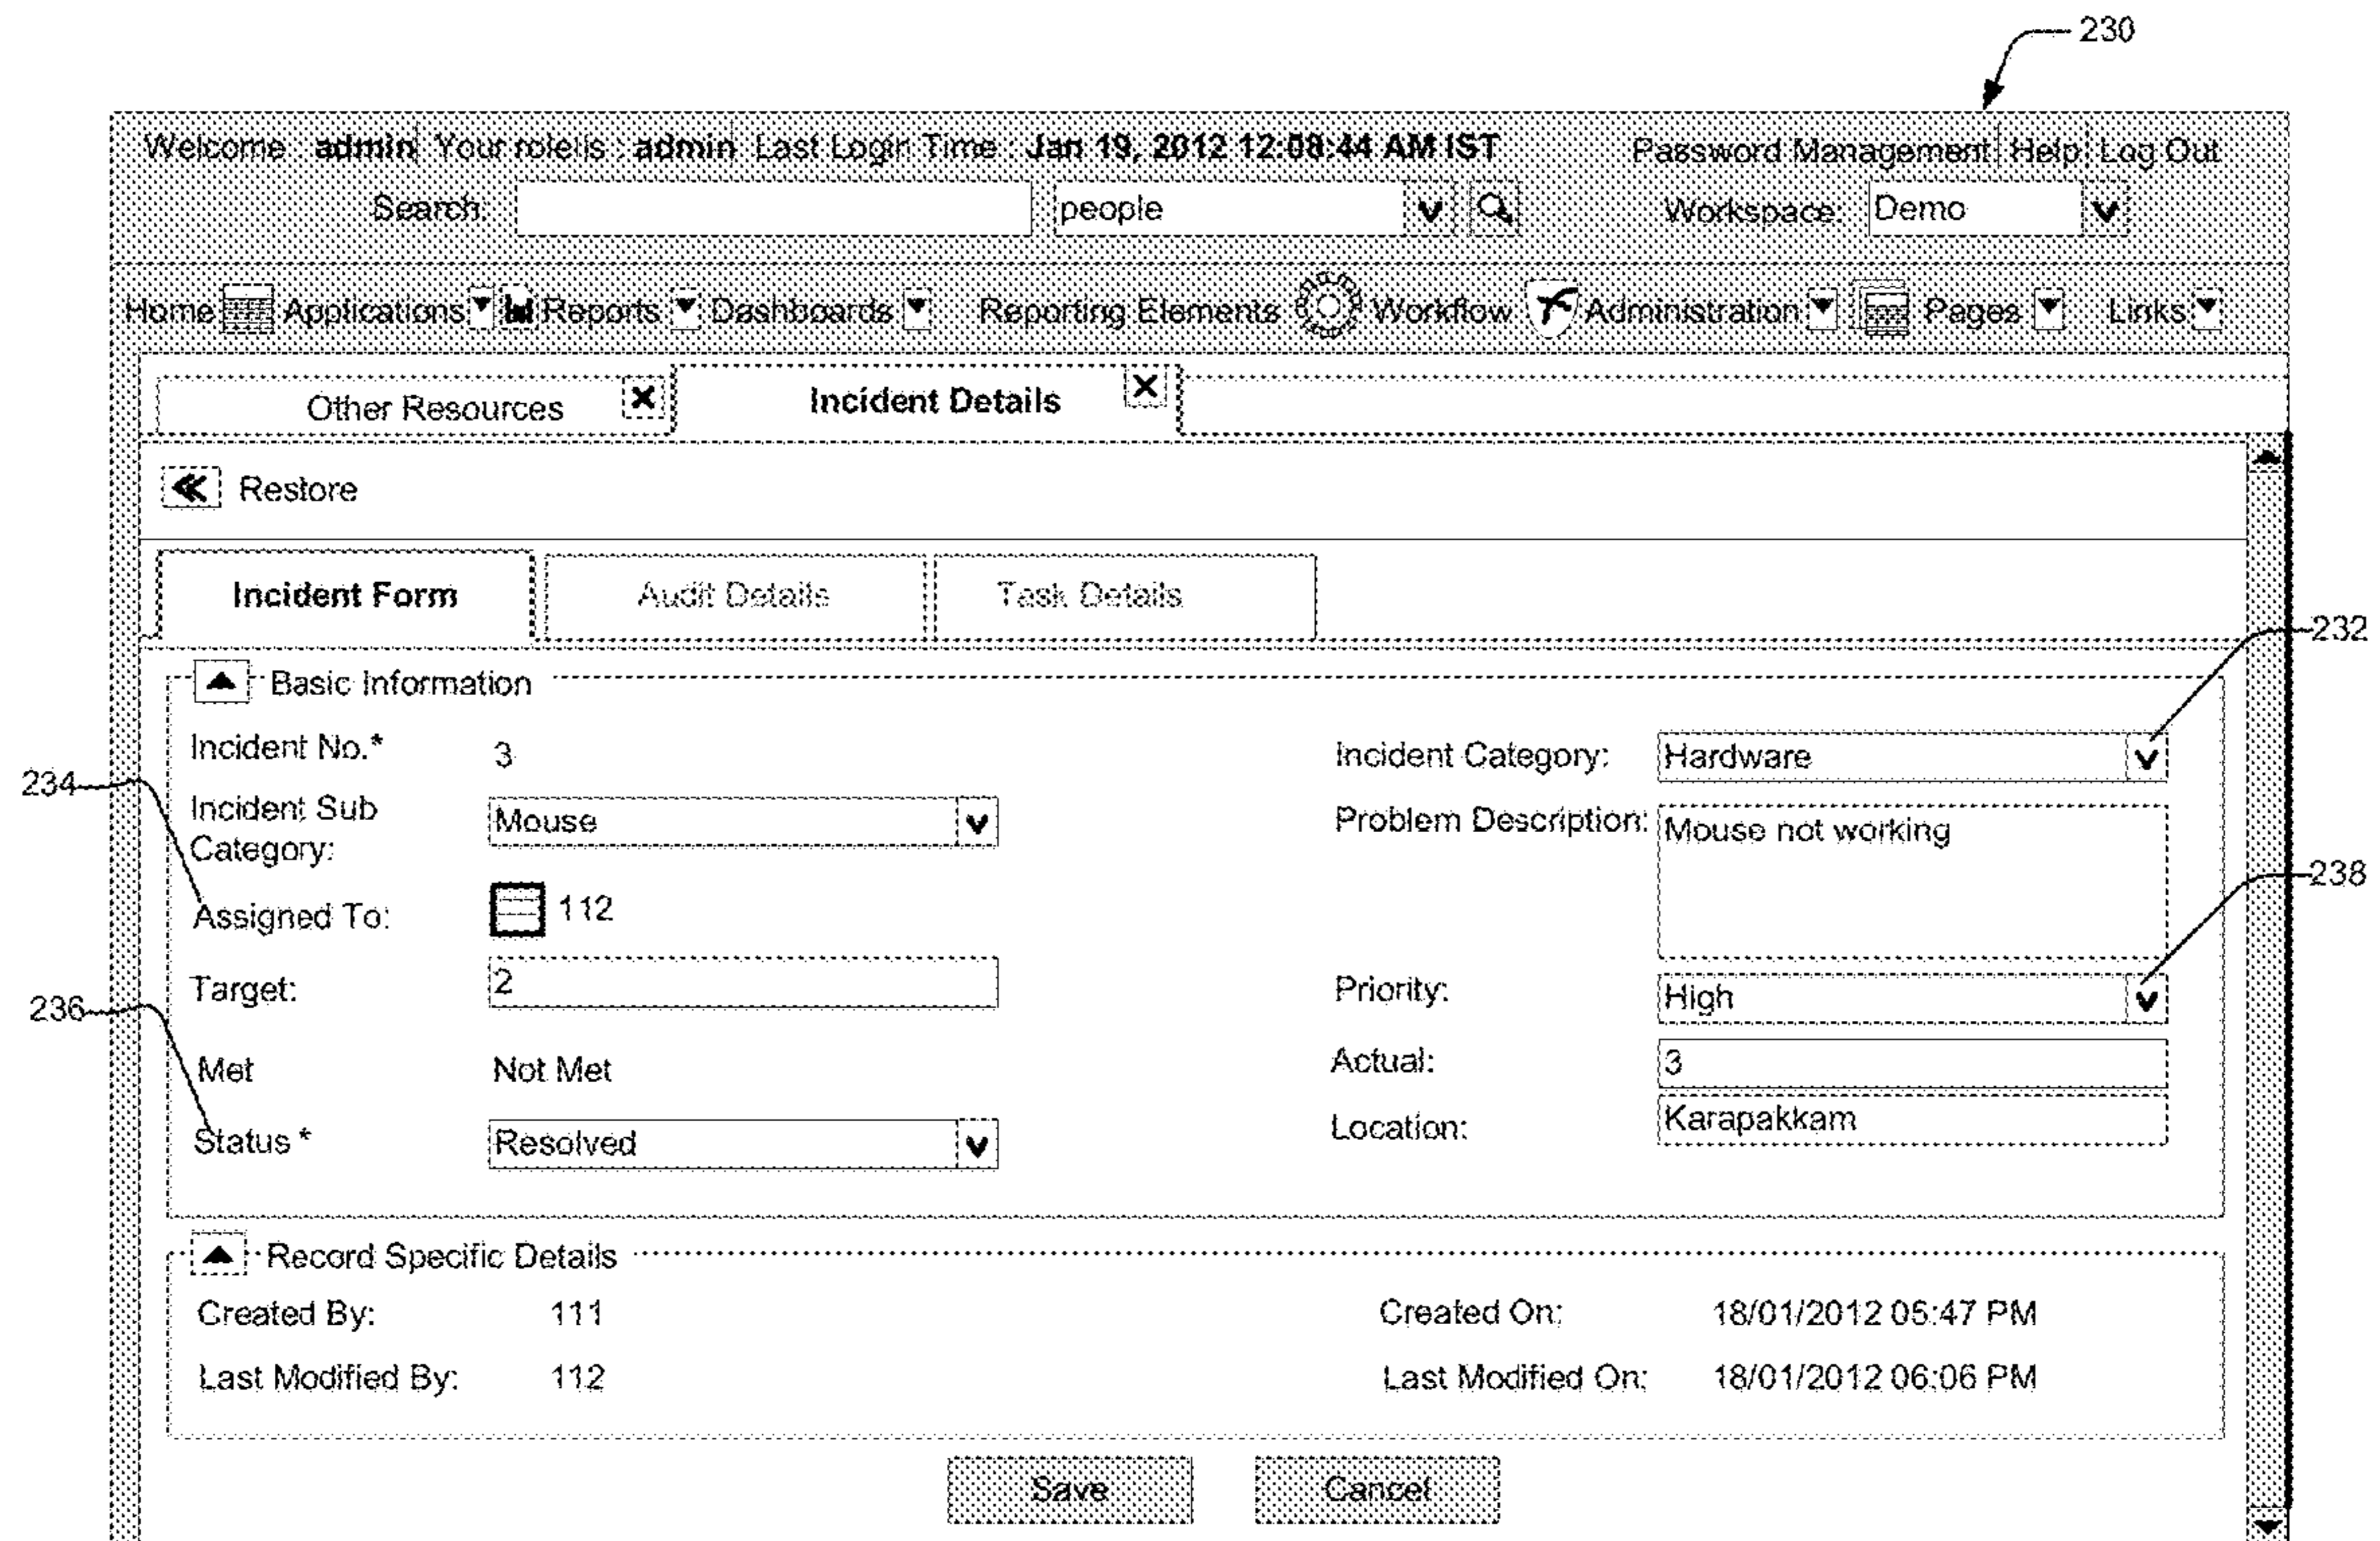 230
Welcome : admin Your role is : admin Last Login Time : Jan 19, 2012 12:08:44 AM IST Password Management Help Log Out
Search: people Workspace: Demo
Home Applications Reports Dashboards Reporting Elements Workflow Administration Pages Links
Other Resources Incident Details
Restore
Incident Form Audit Details Task Details
232
Basic Information
Incident No.* 3 Incident Category: Hardware
234
Incident Sub Category: Mouse Problem Description: Mouse not working
238
Assigned To: 112
Target: 2 Priority: High
236
Met Not Met Actual: 3
Status * Resolved Location: Karapakkam
Record Specific Details
Created By: 111 Created On: 18/01/2012 05:47 PM
Last Modified By: 112 Last Modified On: 18/01/2012 06:06 PM
Save Cancel